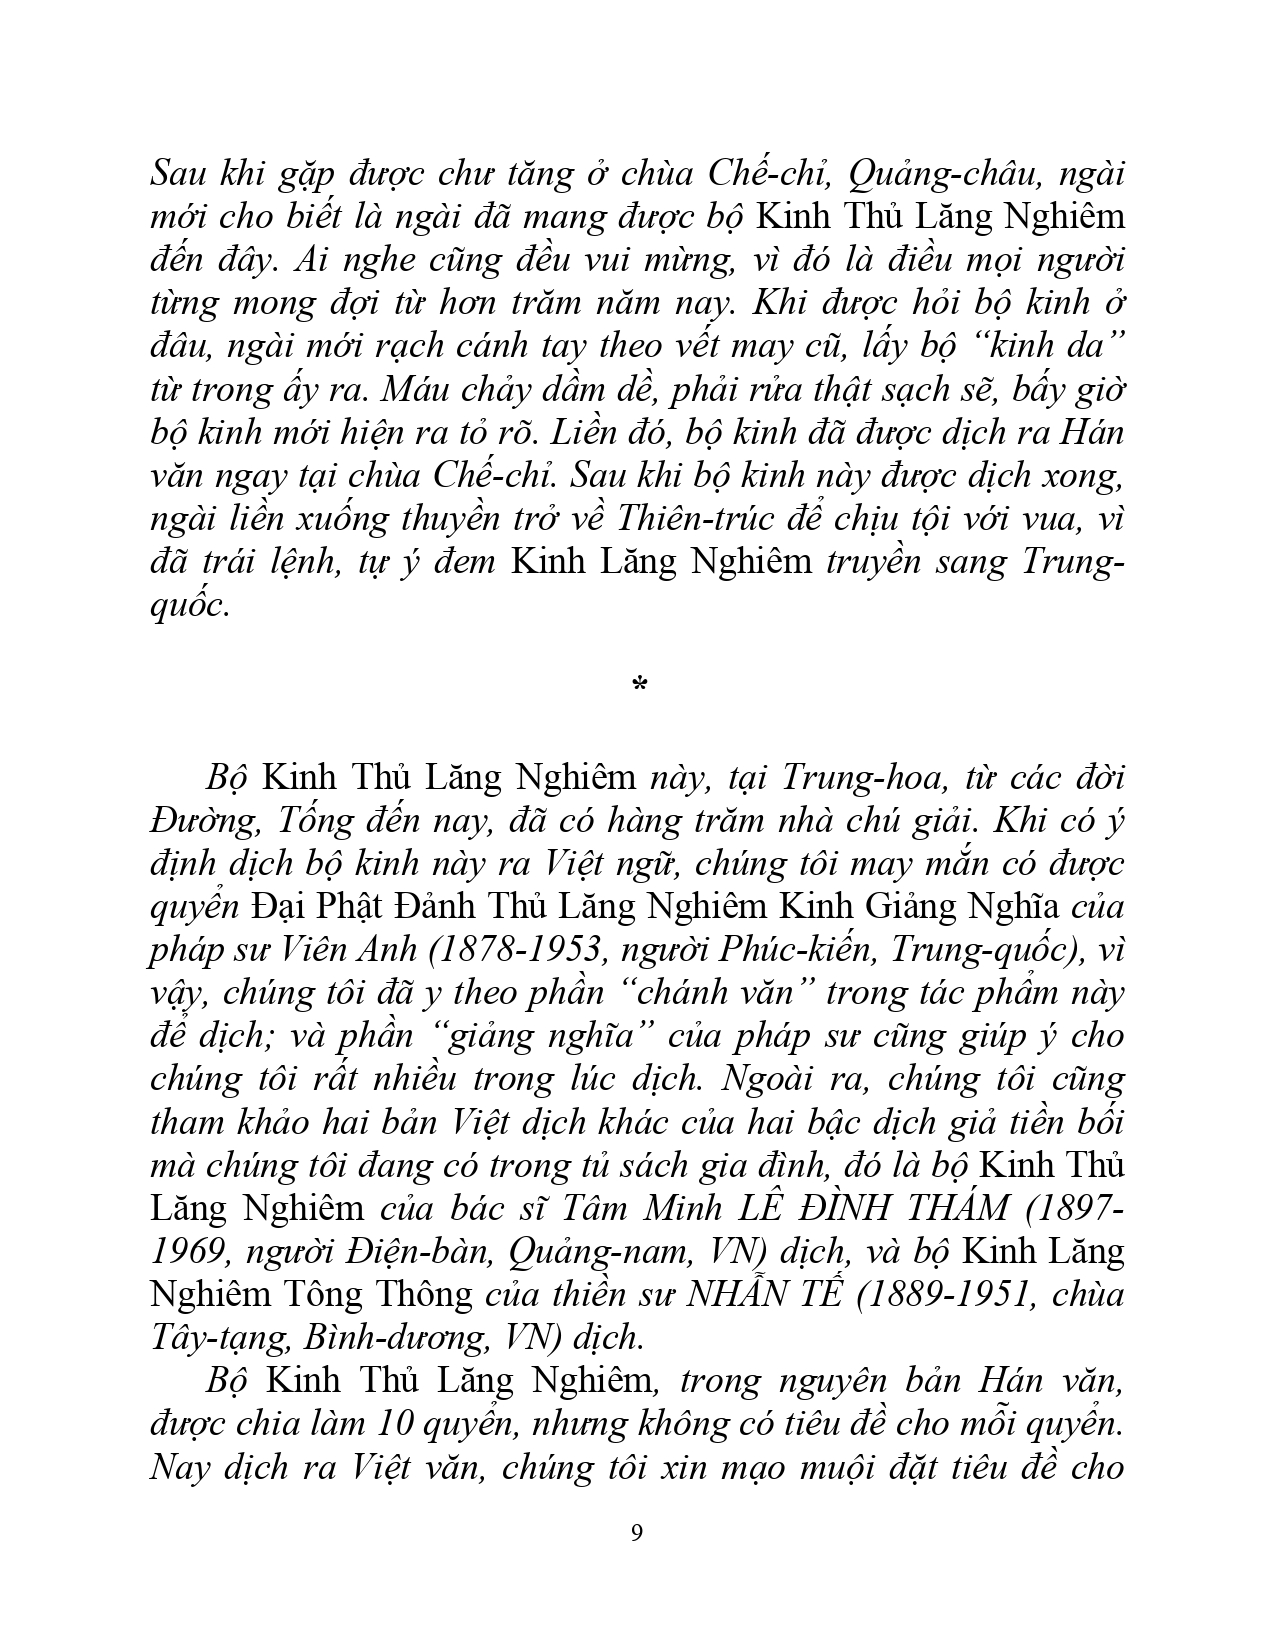 Sau khi gặp được chư tăng ở chùa Chế-chỉ, Quảng-châu, ngài
mới cho biết là ngài đã mang được bộ Kinh Thủ Lăng Nghiêm
đến đây. Ai nghe cũng đều vui mừng, vì đó là điều mọi người
từng mong đợi từ hơn trăm năm nay. Khi được hỏi bộ kinh ở
đâu, ngài mới rạch cánh tay theo vết may cũ, lấy bộ “kinh da”
từ trong ấy ra. Máu chảy dầm dề, phải rửa thật sạch sẽ, bấy giờ
bộ kinh mới hiện ra tỏ rõ. Liền đó, bộ kinh đã được dịch ra Hán
văn ngay tại chùa Chế-chỉ. Sau khi bộ kinh này được dịch xong,
ngài liền xuống thuyền trở về Thiên-trúc để chịu tội với vua, vì
đã trái lệnh, tự ý đem Kinh Lăng Nghiêm truyền sang Trung-
quốc.
*
Bộ Kinh Thủ Lăng Nghiêm này, tại Trung-hoa, từ các đời
Đường, Tống đến nay, đã có hàng trăm nhà chú giải. Khi có ý
định dịch bộ kinh này ra Việt ngữ, chúng tôi may mắn có được
quyển Đại Phật Đảnh Thủ Lăng Nghiêm Kinh Giảng Nghĩa của
pháp sư Viên Anh (1878-1953, người Phúc-kiến, Trung-quốc), vì
vậy, chúng tôi đã y theo phần “chánh văn” trong tác phẩm này
để dịch; và phần “giảng nghĩa” của pháp sư cũng giúp ý cho
chúng tôi rất nhiều trong lúc dịch. Ngoài ra, chúng tôi cũng
tham khảo hai bản Việt dịch khác của hai bậc dịch giả tiền bối
mà chúng tôi đang có trong tủ sách gia đình, đó là bộ Kinh Thủ
Lăng Nghiêm của bác sĩ Tâm Minh LÊ ĐÌNH THÁM (1897-
1969, người Điện-bàn, Quảng-nam, VN) dịch, và bộ Kinh Lăng
Nghiêm Tông Thông của thiền sư NHẪN TẾ (1889-1951, chùa
Tây-tạng, Bình-dương, VN) dịch.
Bộ Kinh Thủ Lăng Nghiêm, trong nguyên bản Hán văn,
được chia làm 10 quyển, nhưng không có tiêu đề cho mỗi quyển.
Nay dịch ra Việt văn, chúng tôi xin mạo muội đặt tiêu đề cho
9